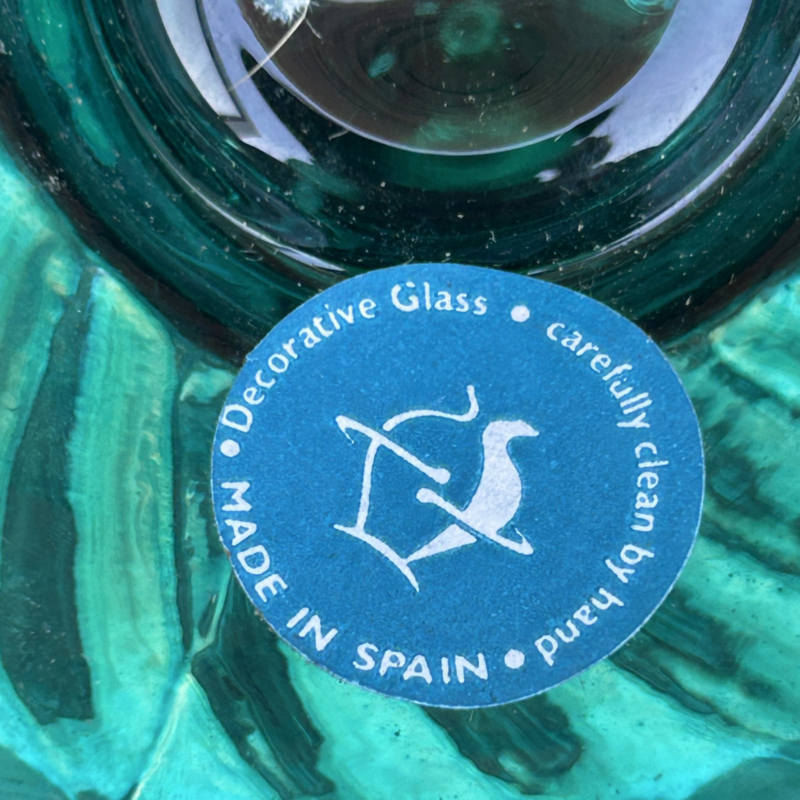 Decorative Glass • carefully clean by hand •
MADE IN SPAIN •